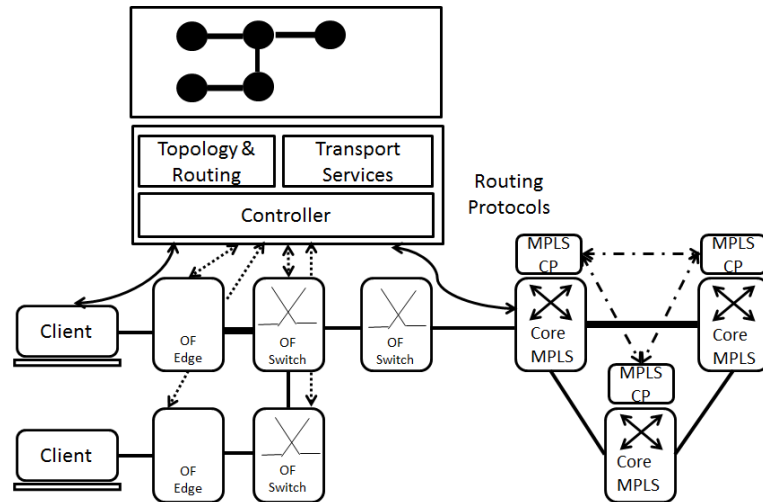 Topology &
Routing
Transport
Services
Controller
Routing
Protocols
MPLS
CP
MPLS
CP
Client
OF
Edge
OF
Switch
OF
Switch
Core
MPLS
Core
MPLS
MPLS
CP
Client
OF
Edge
OF
Switch
Core
MPLS